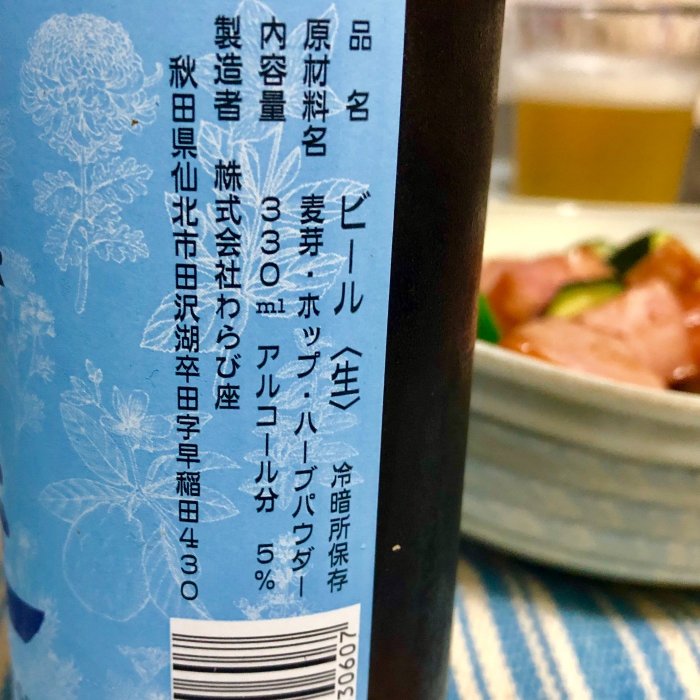 品名 ビール〈生〉 冷暗所保存
原材料名 麦芽・ホップ・ハーブパウダー
内容量 330ml アルコール分 5%
製造者 株式会社わらび座
秋田県仙北市田沢湖卒田字早稲田430
30607